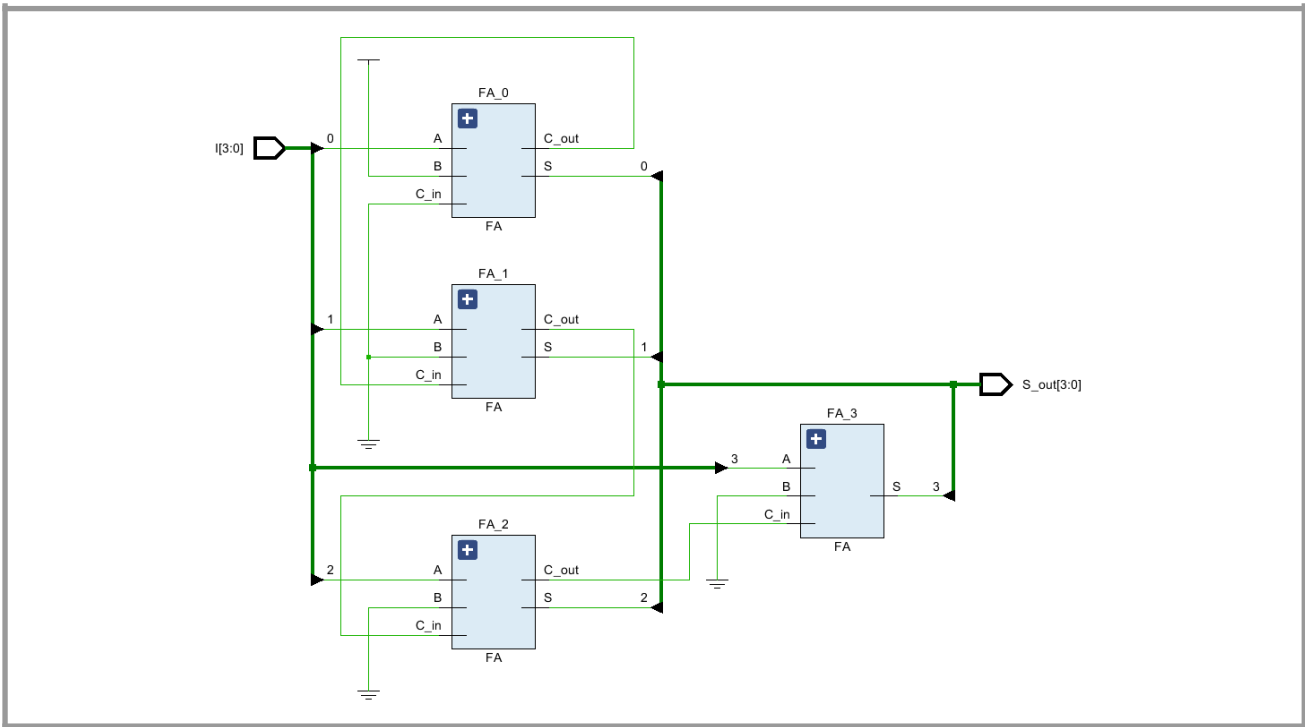 FA_0
I[3:0]
0
A
C_out
B
S
0
C_in
FA
FA_1
1
A
C_out
B
S
1
C_in
FA
S_out[3:0]
FA_3
3
A
B
S
3
C_in
FA
FA_2
2
A
C_out
B
S
2
C_in
FA